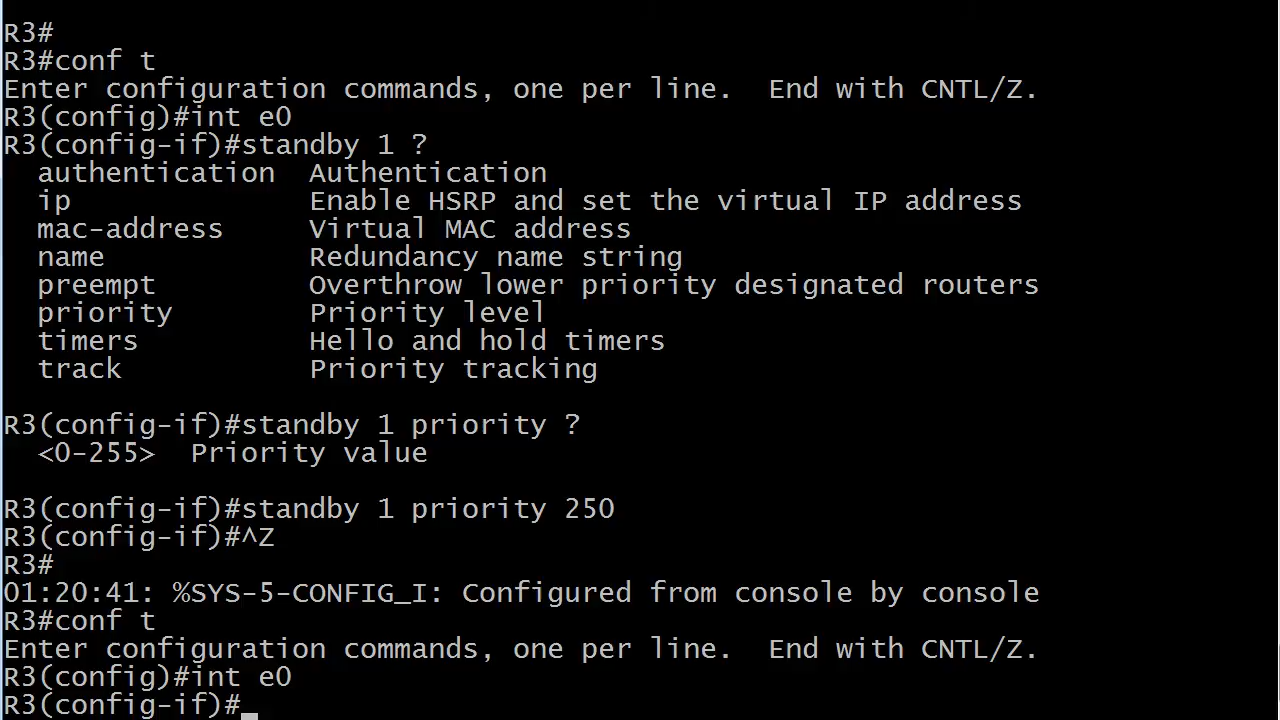 R3#
R3#conf t
Enter configuration commands, one per line.  End with CNTL/Z.
R3(config)#int e0
R3(config-if)#standby 1 ?
  authentication  Authentication
  ip              Enable HSRP and set the virtual IP address
  mac-address     Virtual MAC address
  name            Redundancy name string
  preempt         Overthrow lower priority designated routers
  priority        Priority level
  timers          Hello and hold timers
  track           Priority tracking

R3(config-if)#standby 1 priority ?
  <0-255>  Priority value

R3(config-if)#standby 1 priority 250
R3(config-if)#^Z
R3#
01:20:41: %SYS-5-CONFIG_I: Configured from console by console
R3#conf t
Enter configuration commands, one per line.  End with CNTL/Z.
R3(config)#int e0
R3(config-if)#